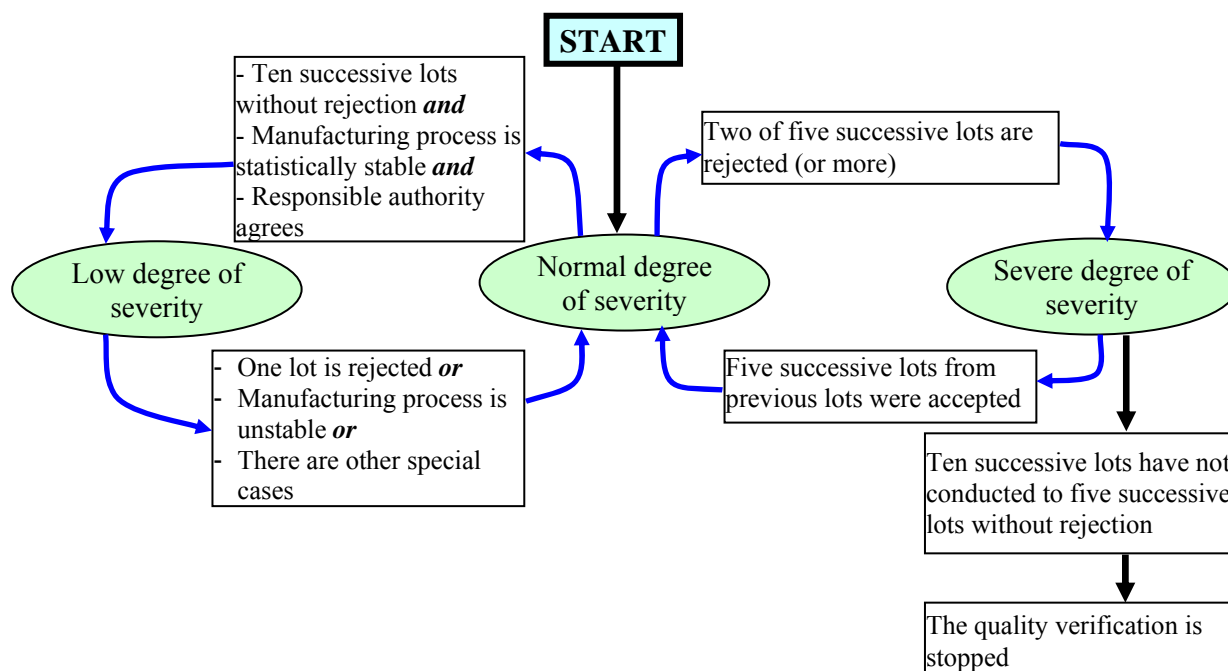 START
- Ten successive lots
without rejection and
- Manufacturing process is
statistically stable and
- Responsible authority
agrees
Two of five successive lots are
rejected (or more)
Low degree of
severity
Normal degree
of severity
Severe degree of
severity
- One lot is rejected or
- Manufacturing process is
unstable or
- There are other special
cases
Five successive lots from
previous lots were accepted
Ten successive lots have not
conducted to five successive
lots without rejection
The quality verification is
stopped